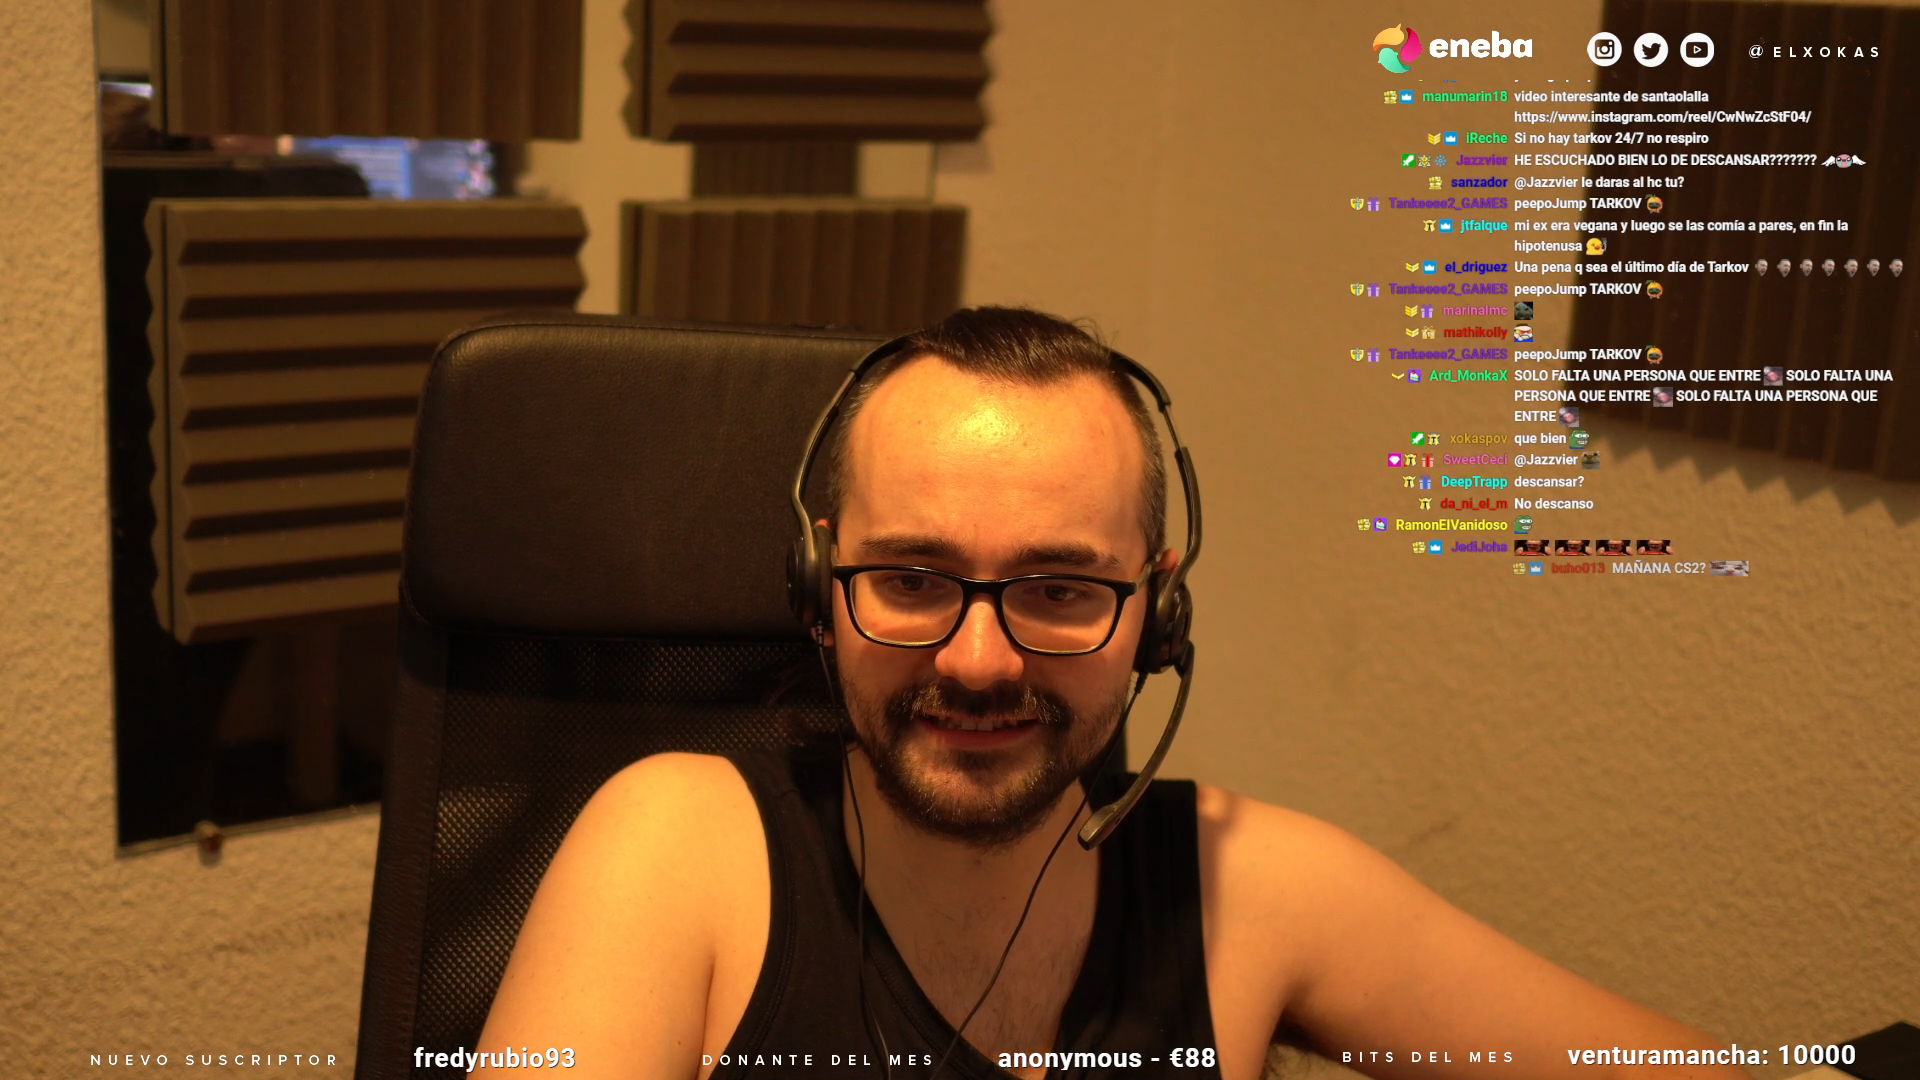 eneba
@ELXOKAS
manumarin18 video interesante de santaolalla
https://www.instagram.com/reel/CwNwZcStF04/
iReche Si no hay tarkov 24/7 no respiro
Jazzvier HE ESCUCHADO BIEN LO DE DESCANSAR???????
sanzador @Jazzvier le daras al hc tu?
Tankeeee2_GAMES peepoJump TARKOV
jtfalque mi ex era vegana y luego se las comía a pares, en fin la
hipotenusa
el_driguez Una pena q sea el último día de Tarkov
Tankeeee2_GAMES peepoJump TARKOV
marinalmc
mathikolly
Tankeeee2_GAMES peepoJump TARKOV
Ard_MonkaX SOLO FALTA UNA PERSONA QUE ENTRE SOLO FALTA UNA
PERSONA QUE ENTRE SOLO FALTA UNA PERSONA QUE
ENTRE
xokaspov que bien
SweetCeci @Jazzvier
DeepTrapp descansar?
da_ni_el_m No descanso
RamonElVanidoso
JediJoha
buho013 MAÑANA CS2?
NUEVO SUSCRIPTOR fredyrubio93 DONANTE DEL MES anonymous - €88 BITS DEL MES venturamancha: 10000